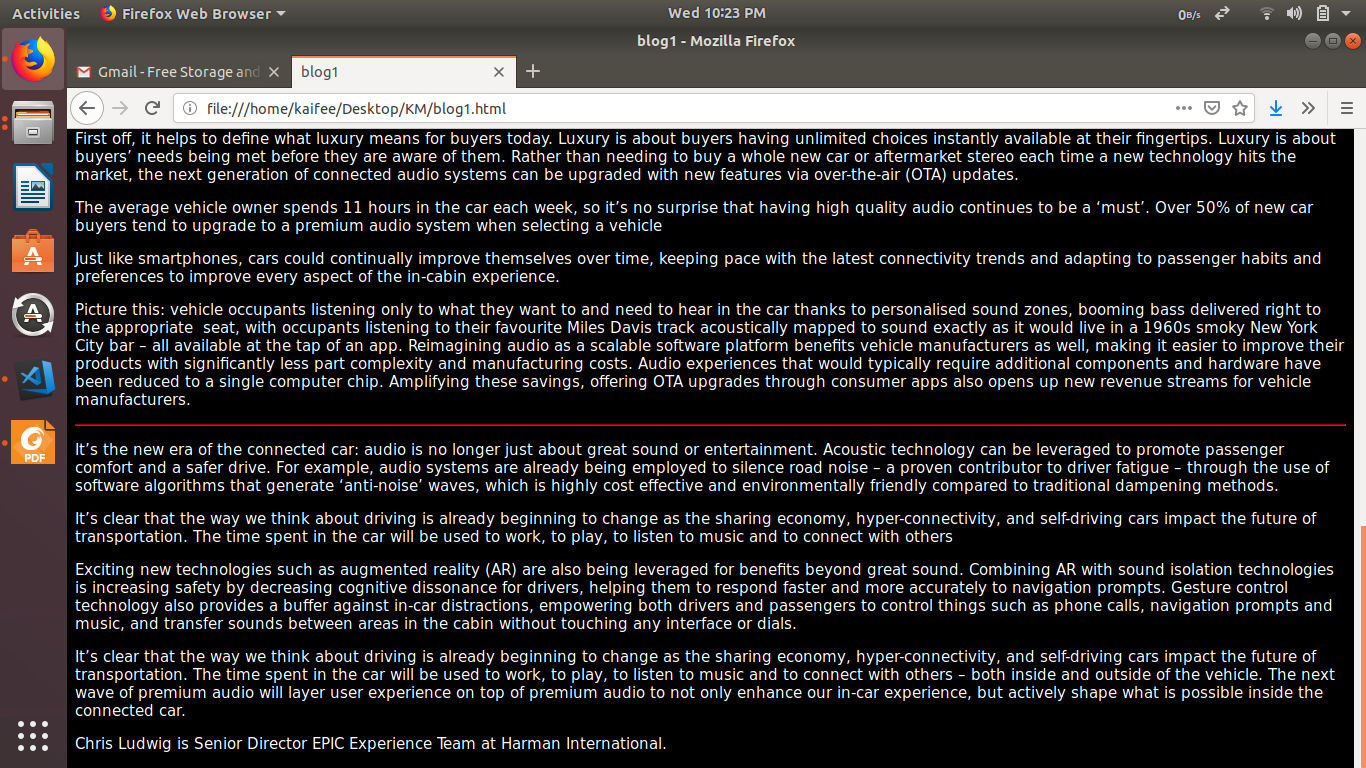 Activities Firefox Web Browser Wed 10:23 PM 0B/s
blog1 - Mozilla Firefox
Gmail - Free Storage and blog1
file:///home/kaifee/Desktop/KM/blog1.html
First off, it helps to define what luxury means for buyers today. Luxury is about buyers having unlimited choices instantly available at their fingertips. Luxury is about
buyers’ needs being met before they are aware of them. Rather than needing to buy a whole new car or aftermarket stereo each time a new technology hits the
market, the next generation of connected audio systems can be upgraded with new features via over-the-air (OTA) updates.
The average vehicle owner spends 11 hours in the car each week, so it’s no surprise that having high quality audio continues to be a ‘must’. Over 50% of new car
buyers tend to upgrade to a premium audio system when selecting a vehicle
Just like smartphones, cars could continually improve themselves over time, keeping pace with the latest connectivity trends and adapting to passenger habits and
preferences to improve every aspect of the in-cabin experience.
Picture this: vehicle occupants listening only to what they want to and need to hear in the car thanks to personalised sound zones, booming bass delivered right to
the appropriate  seat, with occupants listening to their favourite Miles Davis track acoustically mapped to sound exactly as it would live in a 1960s smoky New York
City bar – all available at the tap of an app. Reimagining audio as a scalable software platform benefits vehicle manufacturers as well, making it easier to improve their
products with significantly less part complexity and manufacturing costs. Audio experiences that would typically require additional components and hardware have
been reduced to a single computer chip. Amplifying these savings, offering OTA upgrades through consumer apps also opens up new revenue streams for vehicle
manufacturers.
It’s the new era of the connected car: audio is no longer just about great sound or entertainment. Acoustic technology can be leveraged to promote passenger
comfort and a safer drive. For example, audio systems are already being employed to silence road noise – a proven contributor to driver fatigue – through the use of
software algorithms that generate ‘anti-noise’ waves, which is highly cost effective and environmentally friendly compared to traditional dampening methods.
It’s clear that the way we think about driving is already beginning to change as the sharing economy, hyper-connectivity, and self-driving cars impact the future of
transportation. The time spent in the car will be used to work, to play, to listen to music and to connect with others
Exciting new technologies such as augmented reality (AR) are also being leveraged for benefits beyond great sound. Combining AR with sound isolation technologies
is increasing safety by decreasing cognitive dissonance for drivers, helping them to respond faster and more accurately to navigation prompts. Gesture control
technology also provides a buffer against in-car distractions, empowering both drivers and passengers to control things such as phone calls, navigation prompts and
music, and transfer sounds between areas in the cabin without touching any interface or dials.
It’s clear that the way we think about driving is already beginning to change as the sharing economy, hyper-connectivity, and self-driving cars impact the future of
transportation. The time spent in the car will be used to work, to play, to listen to music and to connect with others – both inside and outside of the vehicle. The next
wave of premium audio will layer user experience on top of premium audio to not only enhance our in-car experience, but actively shape what is possible inside the
connected car.
Chris Ludwig is Senior Director EPIC Experience Team at Harman International.
PDF